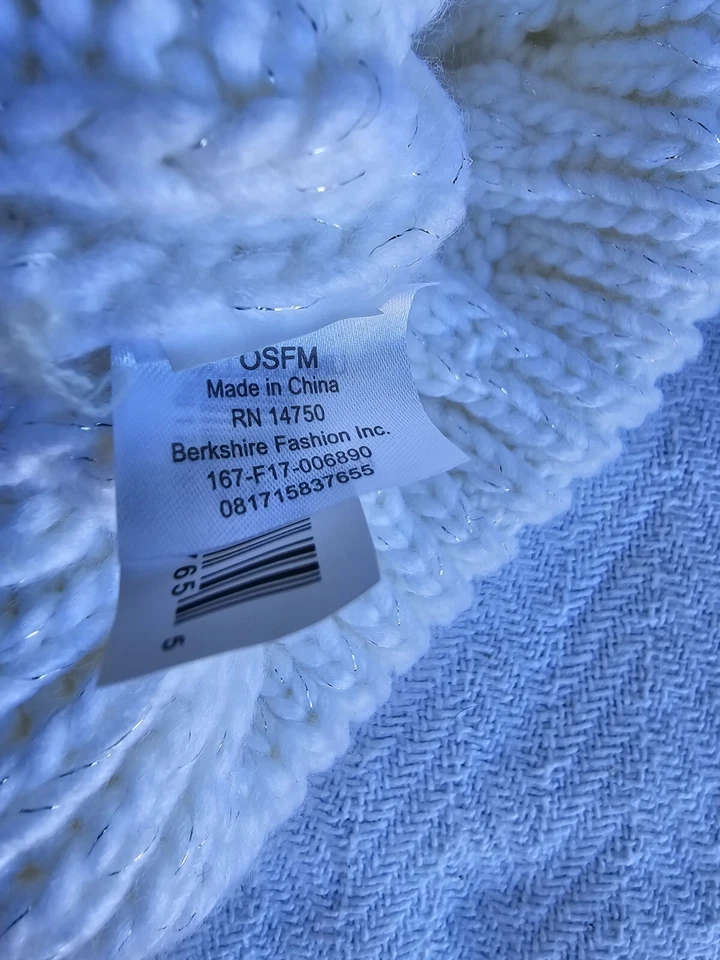 OSFM
Made in China
RN 14750
Berkshire Fashion Inc.
167-F17-006890
081715837655
65 5